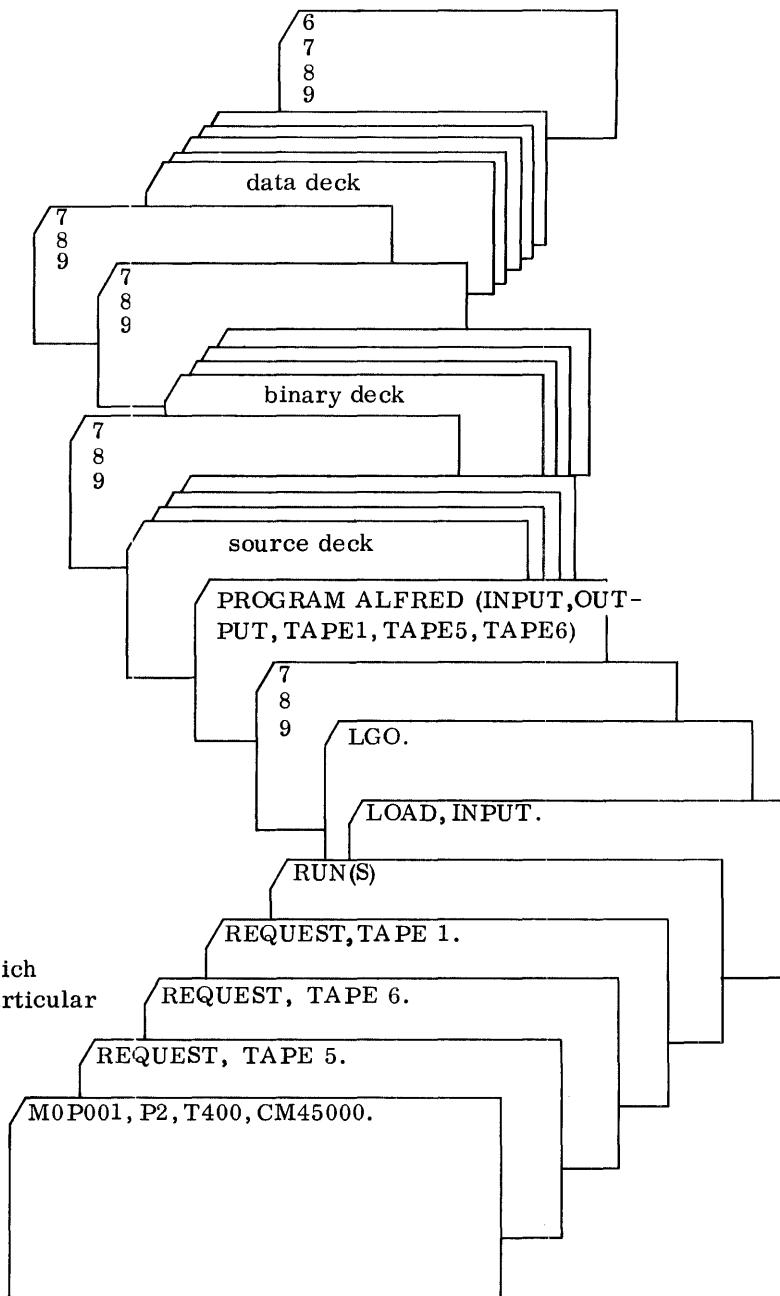 6
7
8
9
data deck
7
8
9
7
8
9
binary deck
7
8
9
source deck
PROGRAM ALFRED (INPUT,OUT-
PUT, TAPE1, TAPE5, TAPE6)
7
8
9
LGO.
LOAD, INPUT.
RUN(S)
REQUEST, TAPE 1.
ich
rticular
REQUEST, TAPE 6.
REQUEST, TAPE 5.
M0P001, P2, T400, CM45000.